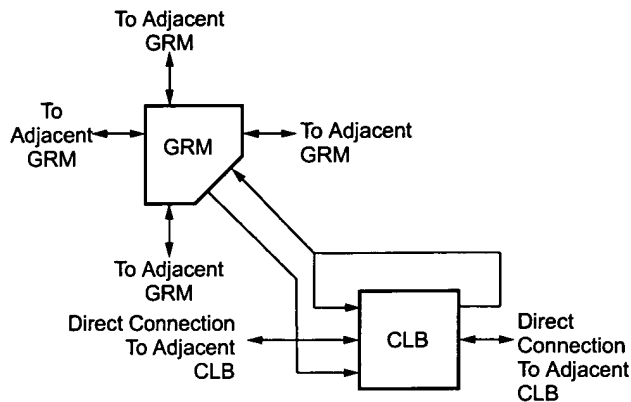 To Adjacent
GRM
To
Adjacent
GRM
GRM
To Adjacent
GRM
To Adjacent
GRM
Direct Connection
To Adjacent
CLB
CLB
Direct
Connection
To Adjacent
CLB